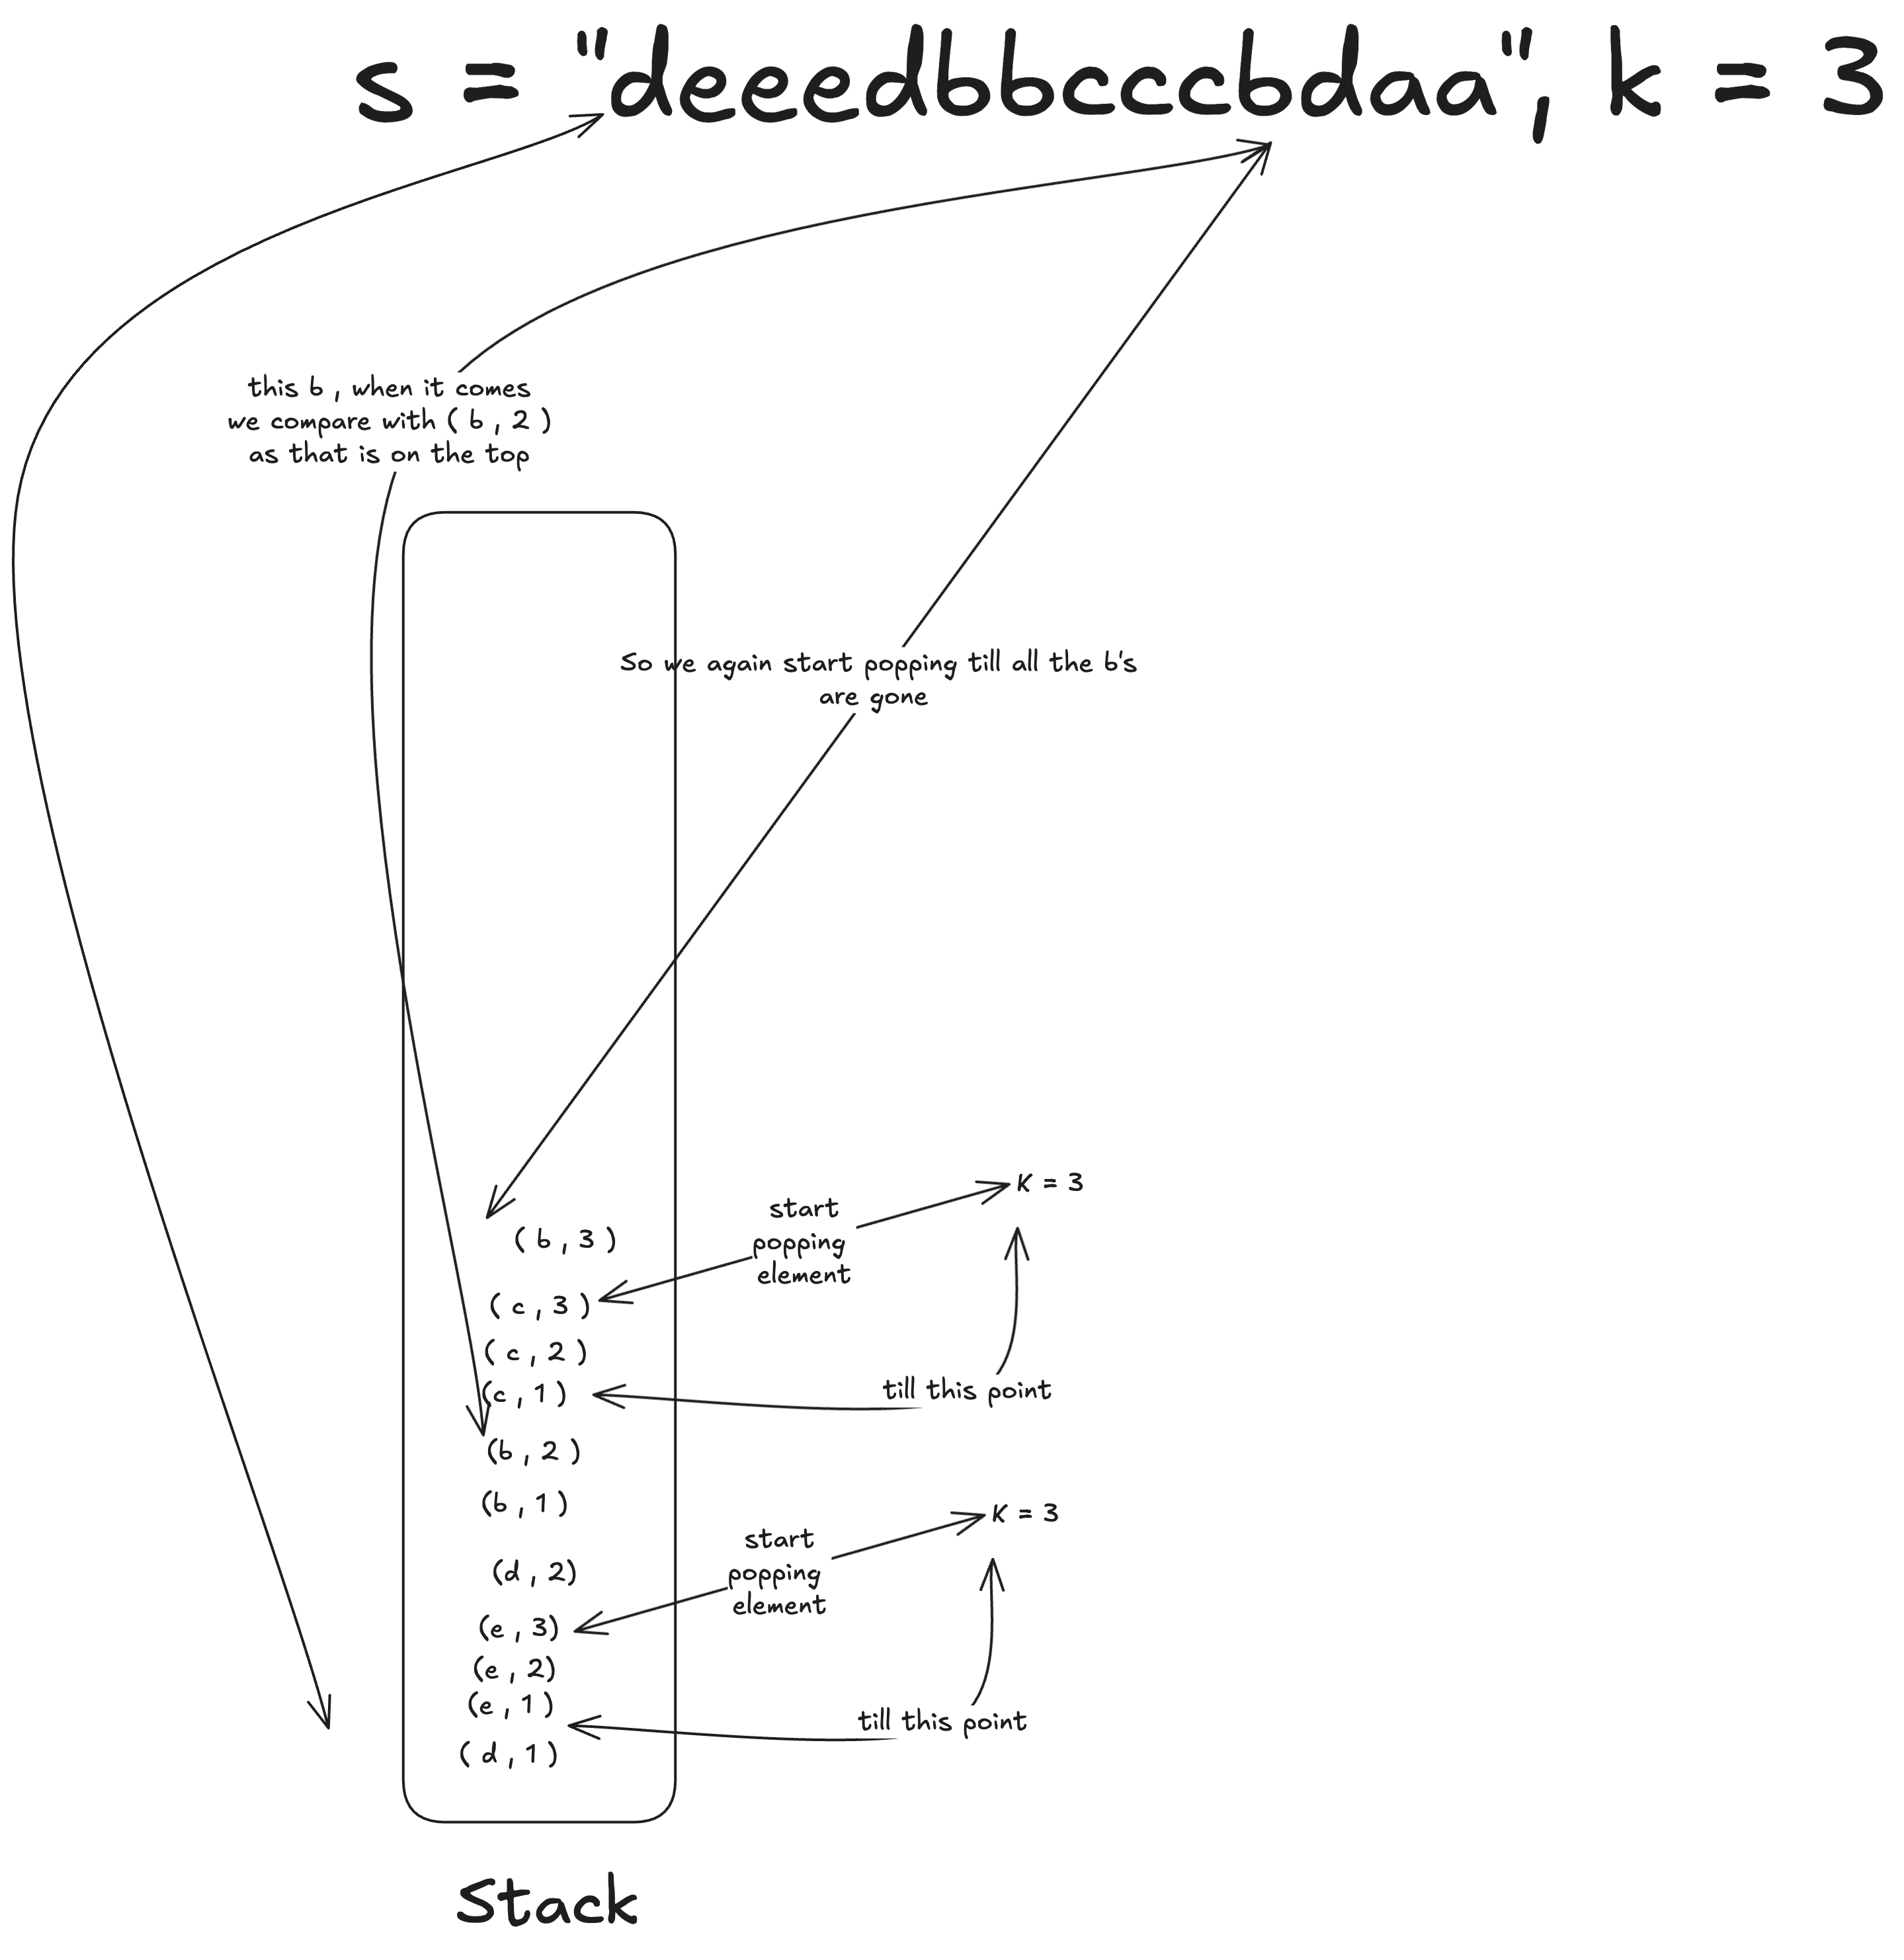 s = "deeedbbcccbdaa", k = 3
this b , when it comes
we compare with ( b , 2 )
as that is on the top
So we again start popping till all the b's
are gone
( b , 3 )
K = 3
start
popping
element
( c , 3 )
( c , 2 )
(c , 1 )
till this point
(b , 2 )
(b , 1 )
K = 3
start
popping
element
(d , 2)
(e , 3)
(e , 2)
(e , 1 )
till this point
( d , 1 )
Stack